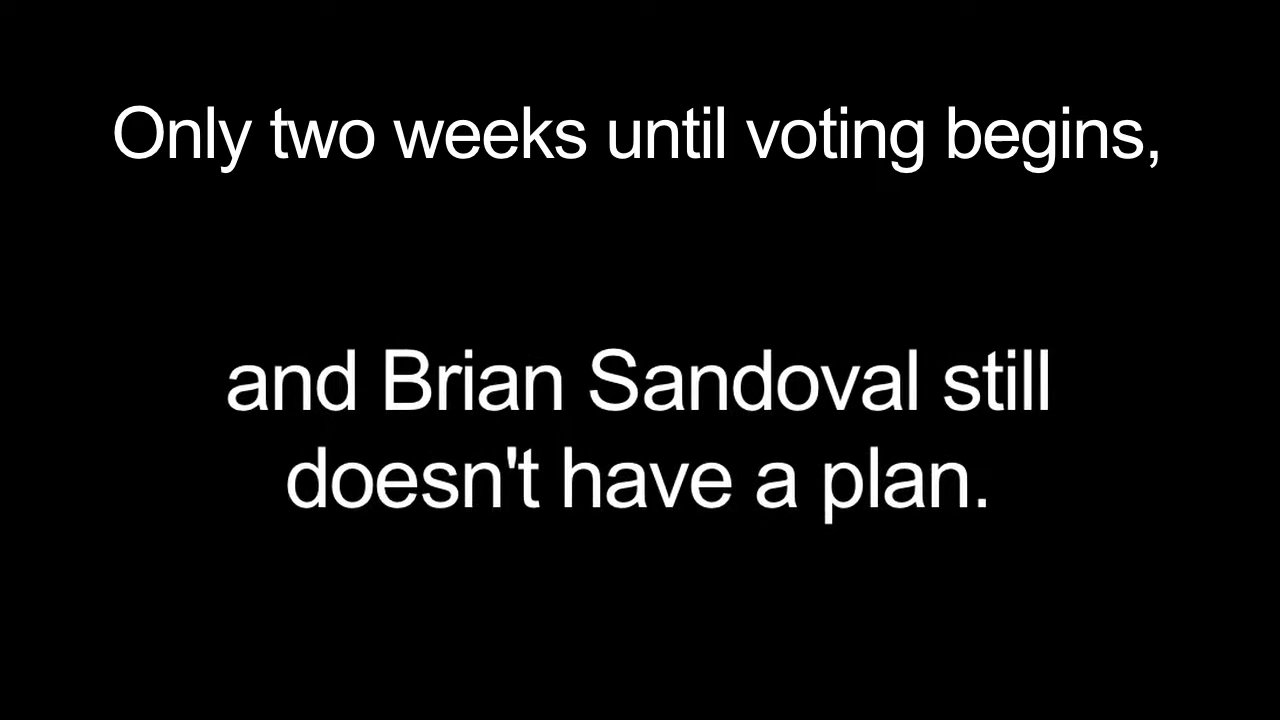 Only two weeks until voting begins,
and Brian Sandoval still
doesn't have a plan.